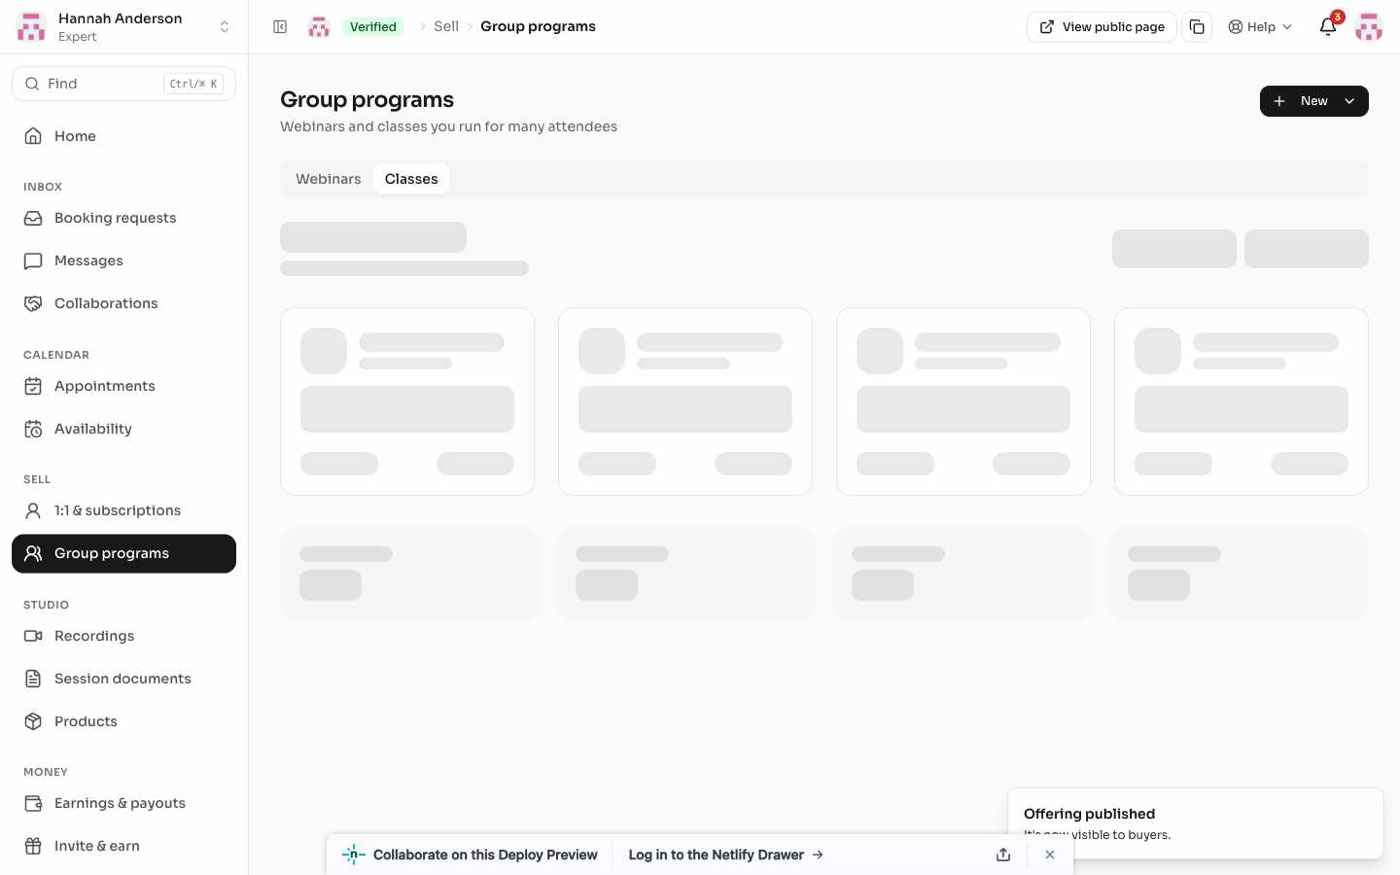 Hannah Anderson
Expert
Verified
Sell
Group programs
View public page
Help
3
Find
Ctrl/⌘ K
Home
INBOX
Booking requests
Messages
Collaborations
CALENDAR
Appointments
Availability
SELL
1:1 & subscriptions
Group programs
STUDIO
Recordings
Session documents
Products
MONEY
Earnings & payouts
Invite & earn
Group programs
Webinars and classes you run for many attendees
New
Webinars
Classes
Offering published
It's now visible to buyers.
Collaborate on this Deploy Preview
Log in to the Netlify Drawer →